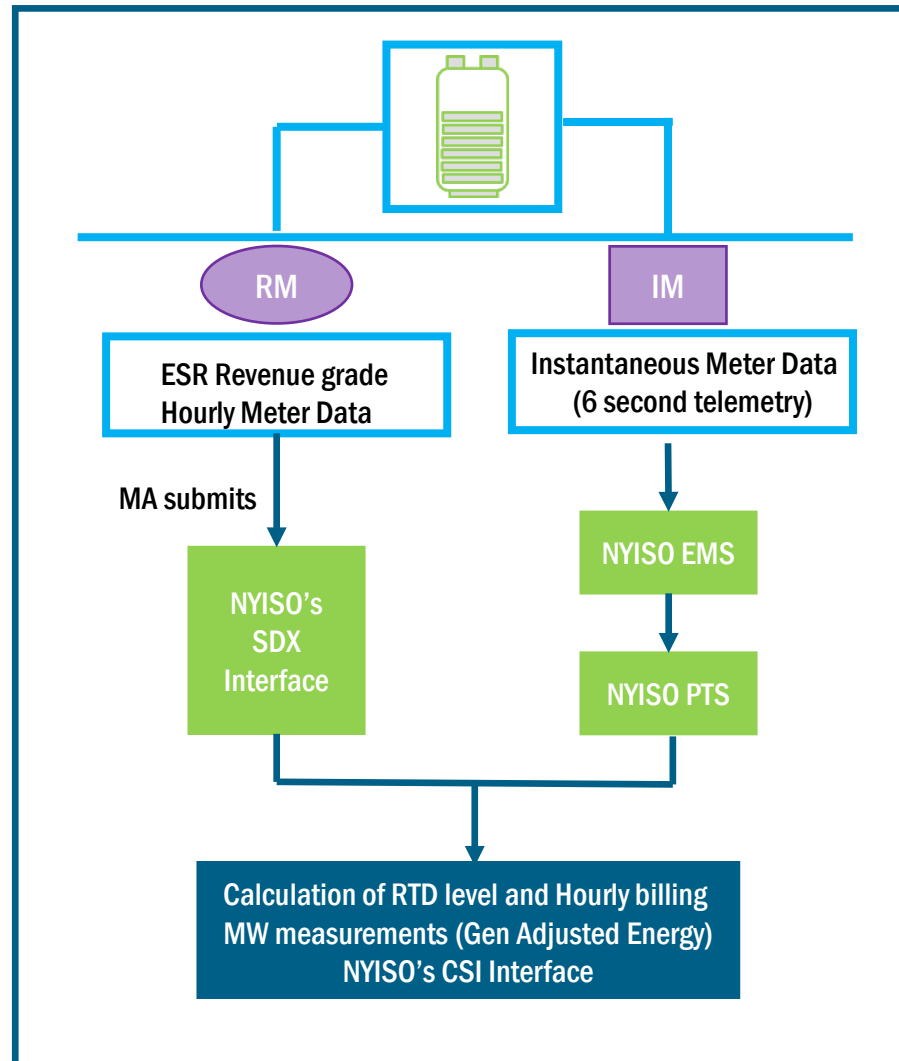 RM
IM
ESR Revenue grade
Hourly Meter Data
Instantaneous Meter Data
(6 second telemetry)
MA submits
NYISO’s
SDX
Interface
NYISO EMS
NYISO PTS
Calculation of RTD level and Hourly billing
MW measurements (Gen Adjusted Energy)
NYISO’s CSI Interface